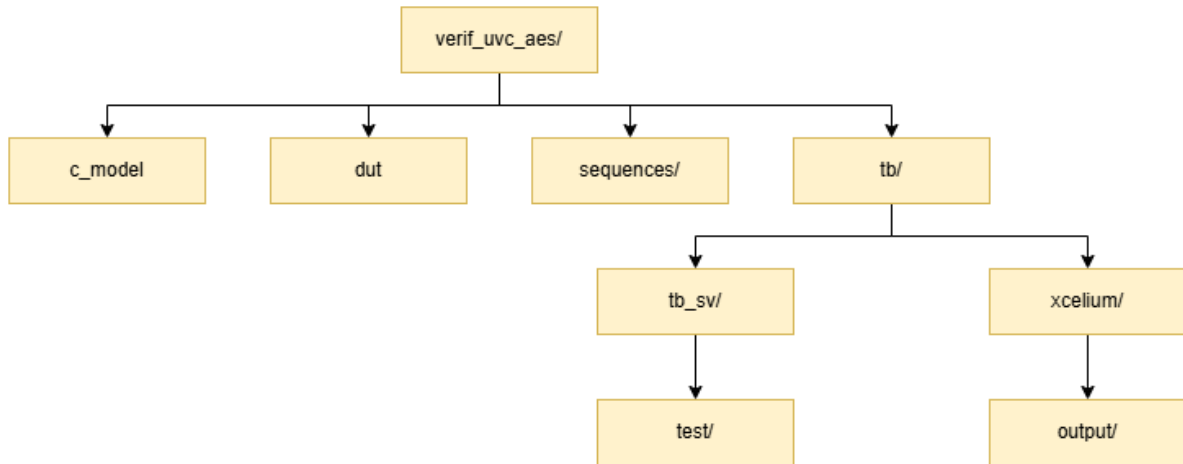 verif_uvc_aes/
c_model
dut
sequences/
tb/
tb_sv/
xcelium/
test/
output/